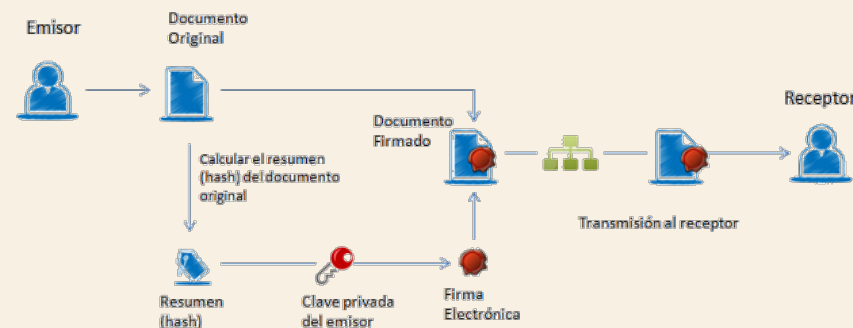 Emisor
Documento
Original
Receptor
Documento
Firmado
Calcular el resumen
(hash) del documento
original
Transmisión al receptor
Resumen
(hash)
Clave privada
del emisor
Firma
Electrónica